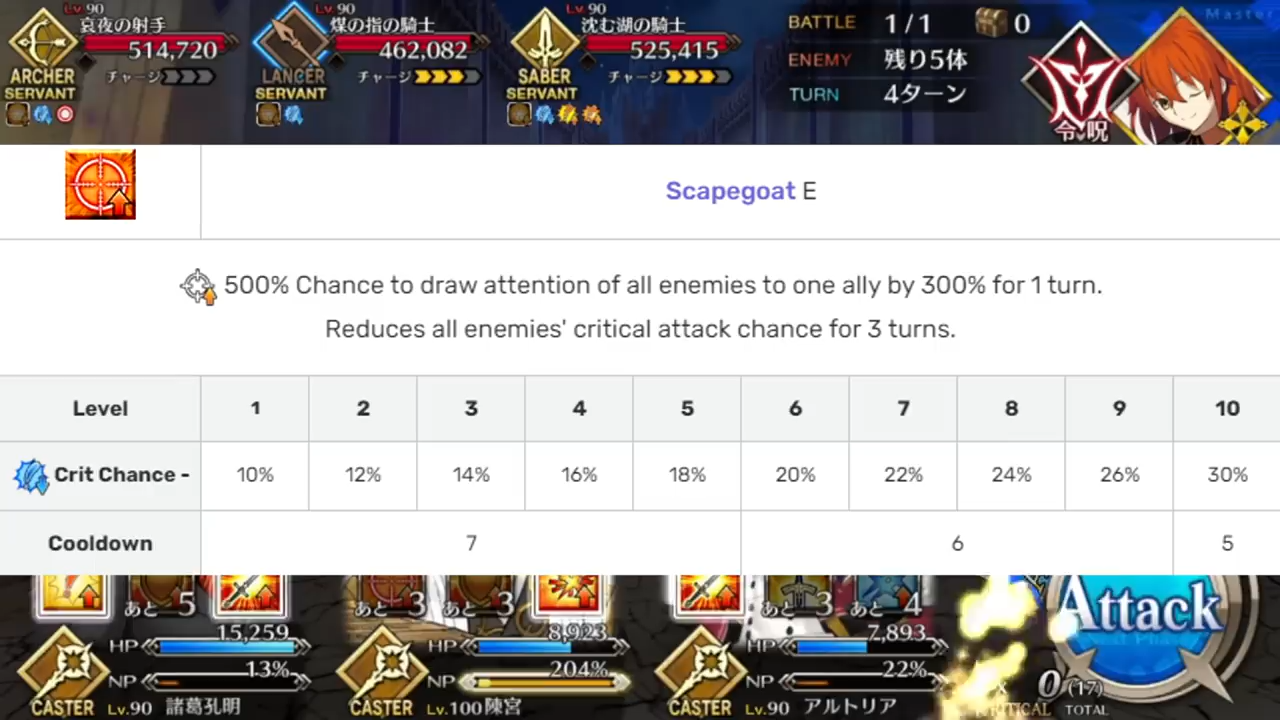 Lv.90 哀夜の射手
514,720
ARCHER チャージ
SERVANT
Lv.90 煤の指の騎士
462,082
LANCER チャージ
SERVANT
Lv.90 沈む湖の騎士
525,415
SABER チャージ
SERVANT
BATTLE 1/1 0
ENEMY 残り5体
TURN 4ターン
Master
令呪
Scapegoat E
500% Chance to draw attention of all enemies to one ally by 300% for 1 turn.
Reduces all enemies' critical attack chance for 3 turns.
Level 1 2 3 4 5 6 7 8 9 10
Crit Chance - 10% 12% 14% 16% 18% 20% 22% 24% 26% 30%
Cooldown 7 6 5
あと5 あと3 あと3 あと3 あと4
Attack
HP 15,259
NP 13%
CASTER Lv.90 諸葛孔明
HP 8,923
NP 204%
CASTER Lv.100 陳宮
HP 7,893
NP 22%
CASTER Lv.90 アルトリア
0 (17)
CRITICAL TOTAL